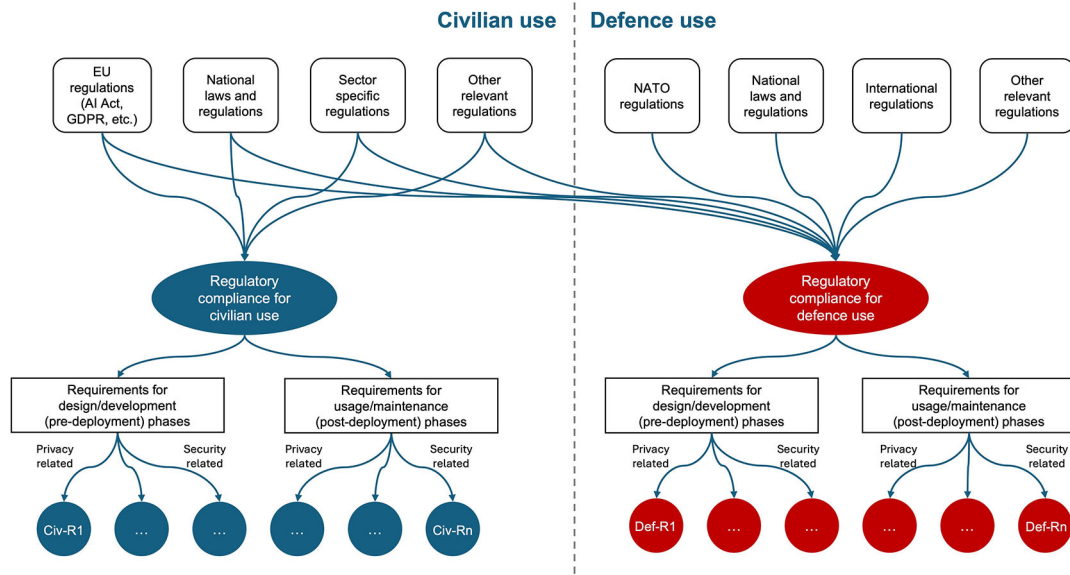 Civilian use
Defence use
EU
regulations
(AI Act,
GDPR, etc.)
National
laws and
regulations
Sector
specific
regulations
Other
relevant
regulations
NATO
regulations
National
laws and
regulations
International
regulations
Other
relevant
regulations
Regulatory
compliance for
civilian use
Regulatory
compliance for
defence use
Requirements for
design/development
(pre-deployment) phases
Requirements for
usage/maintenance
(post-deployment) phases
Requirements for
design/development
(pre-deployment) phases
Requirements for
usage/maintenance
(post-deployment) phases
Privacy
related
Security
related
Privacy
related
Security
related
Privacy
related
Security
related
Privacy
related
Security
related
Civ-R1
...
...
...
...
Civ-Rn
Def-R1
...
...
...
...
Def-Rn